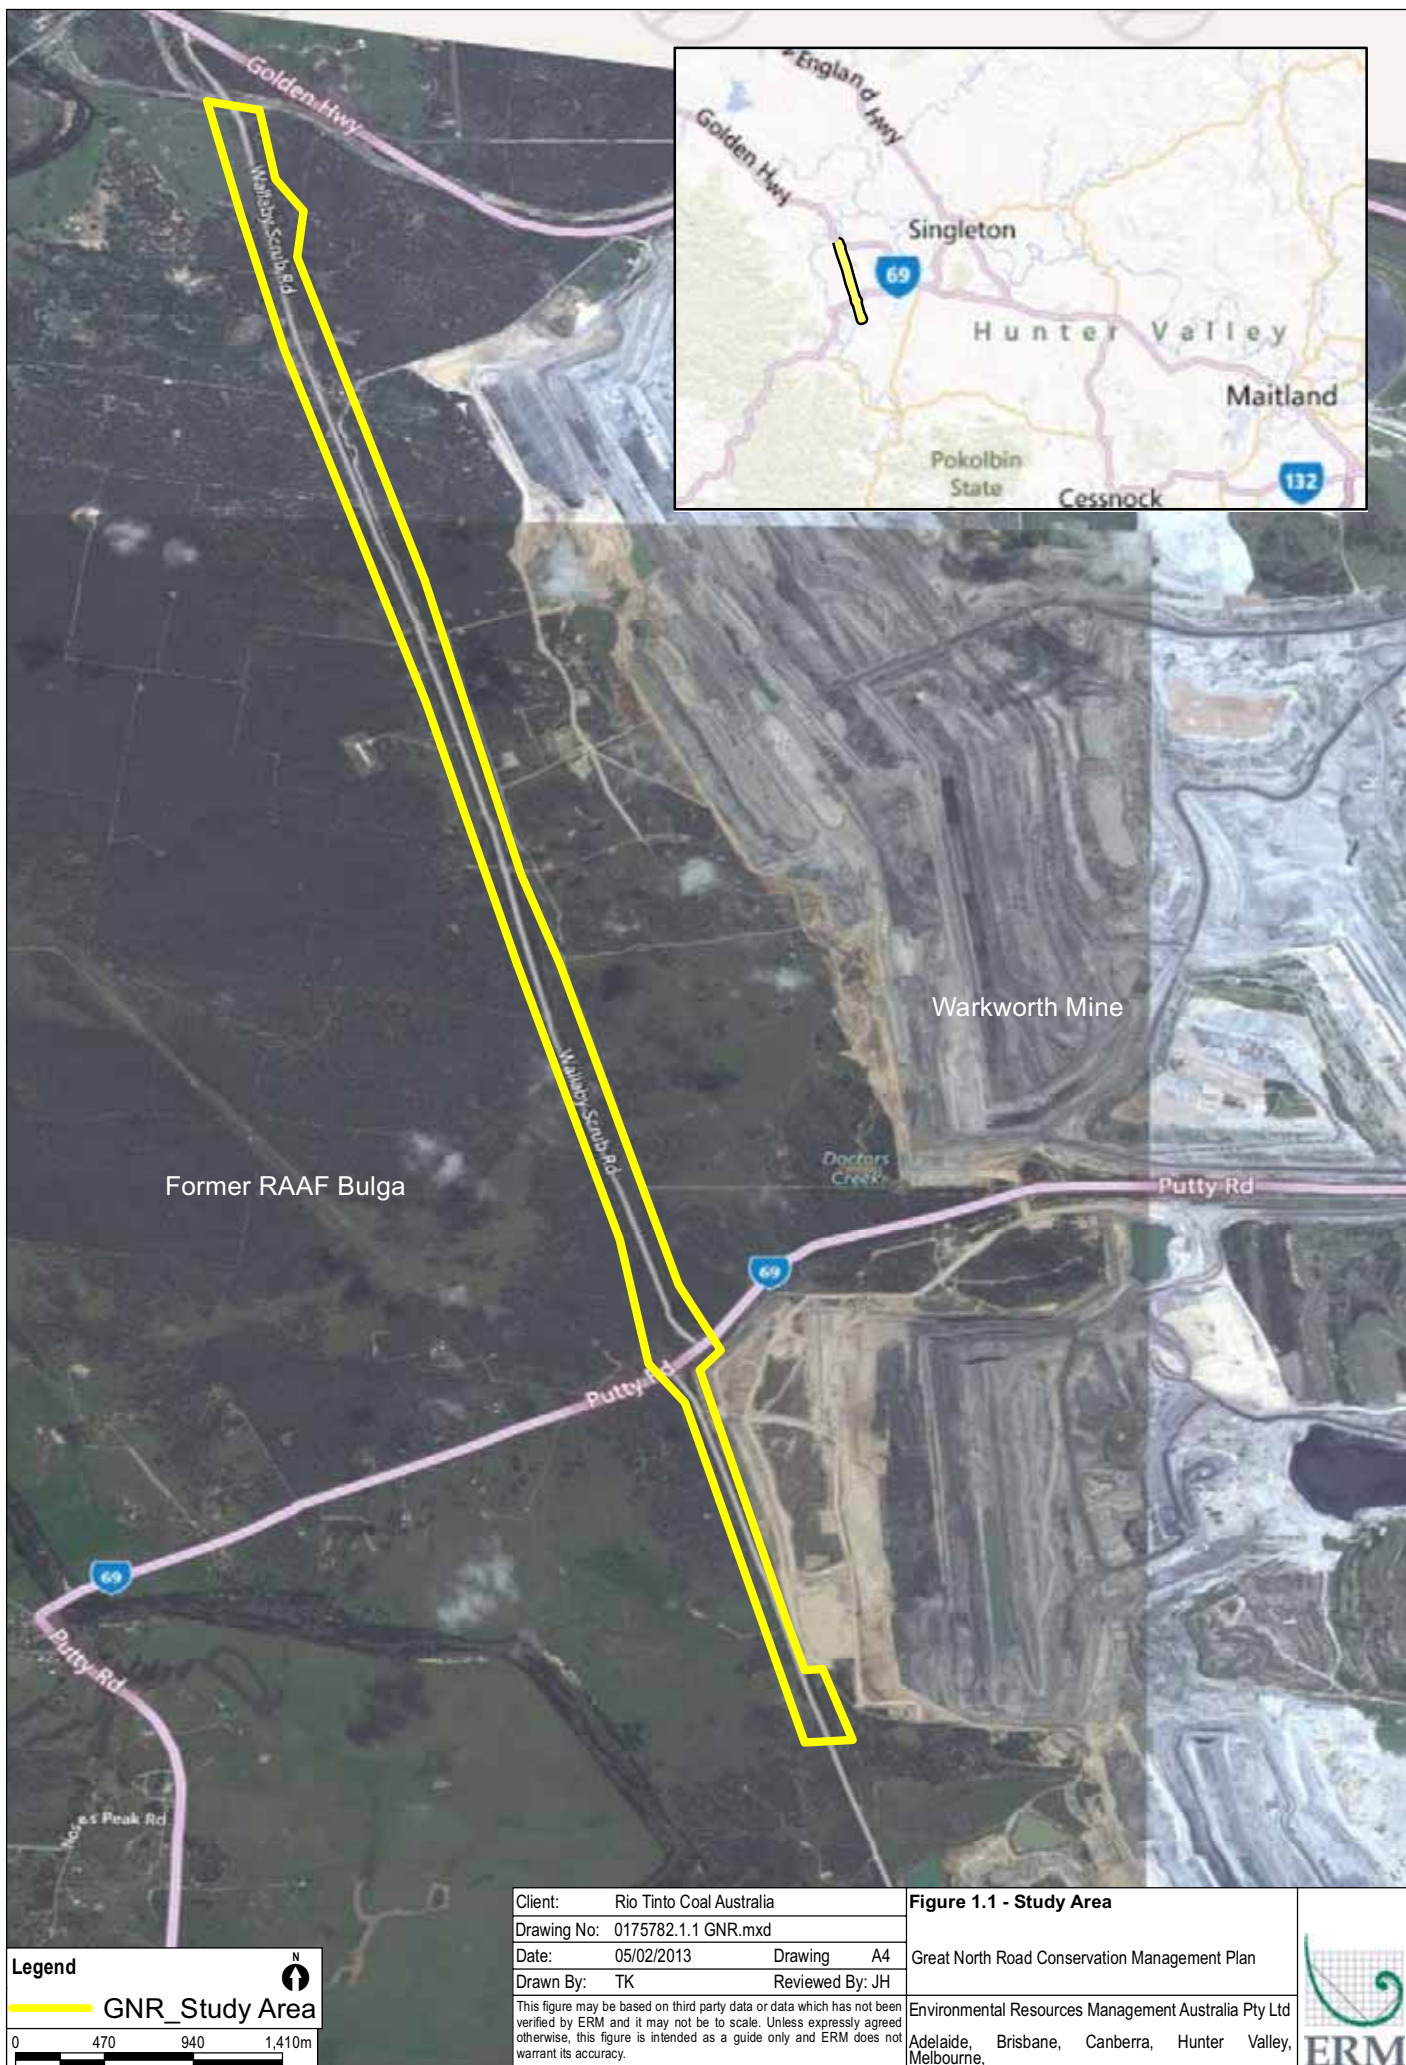 Golden Hwy
Wallaby Scrub Rd
England Hwy
Golden Hwy
Singleton
69
Hunter Valley
Maitland
Pokolbin
State
Cessnock
132
Warkworth Mine
Wallaby Scrub Rd
Former RAAF Bulga
Doctors
Creek
Putty Rd
69
Putty Rd
69
Putty Rd
Peak Rd
Legend
N
GNR_Study Area
0 470 940 1,410m
Client: Rio Tinto Coal Australia
Drawing No: 0175782.1.1 GNR.mxd
Date: 05/02/2013 Drawing A4
Drawn By: TK Reviewed By: JH
This figure may be based on third party data or data which has not been
verified by ERM and it may not be to scale. Unless expressly agreed
otherwise, this figure is intended as a guide only and ERM does not
warrant its accuracy.
Figure 1.1 - Study Area
Great North Road Conservation Management Plan
Environmental Resources Management Australia Pty Ltd
Adelaide, Brisbane, Canberra, Hunter Valley,
Melbourne,
ERM